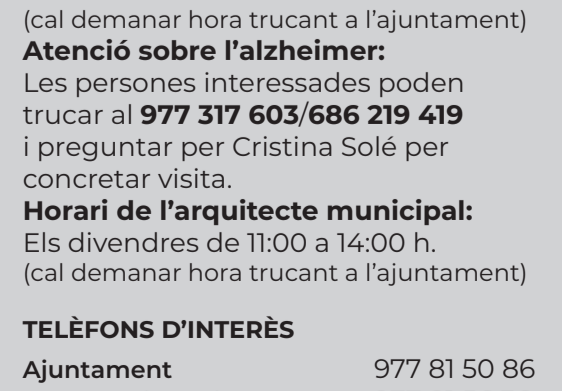 (cal demanar hora trucant a l’ajuntament)
Atenció sobre l’alzheimer:
Les persones interessades poden
trucar al 977 317 603/686 219 419
i preguntar per Cristina Solé per
concretar visita.
Horari de l’arquitecte municipal:
Els divendres de 11:00 a 14:00 h.
(cal demanar hora trucant a l’ajuntament)
TELÈFONS D’INTERÈS
Ajuntament 977 81 50 86